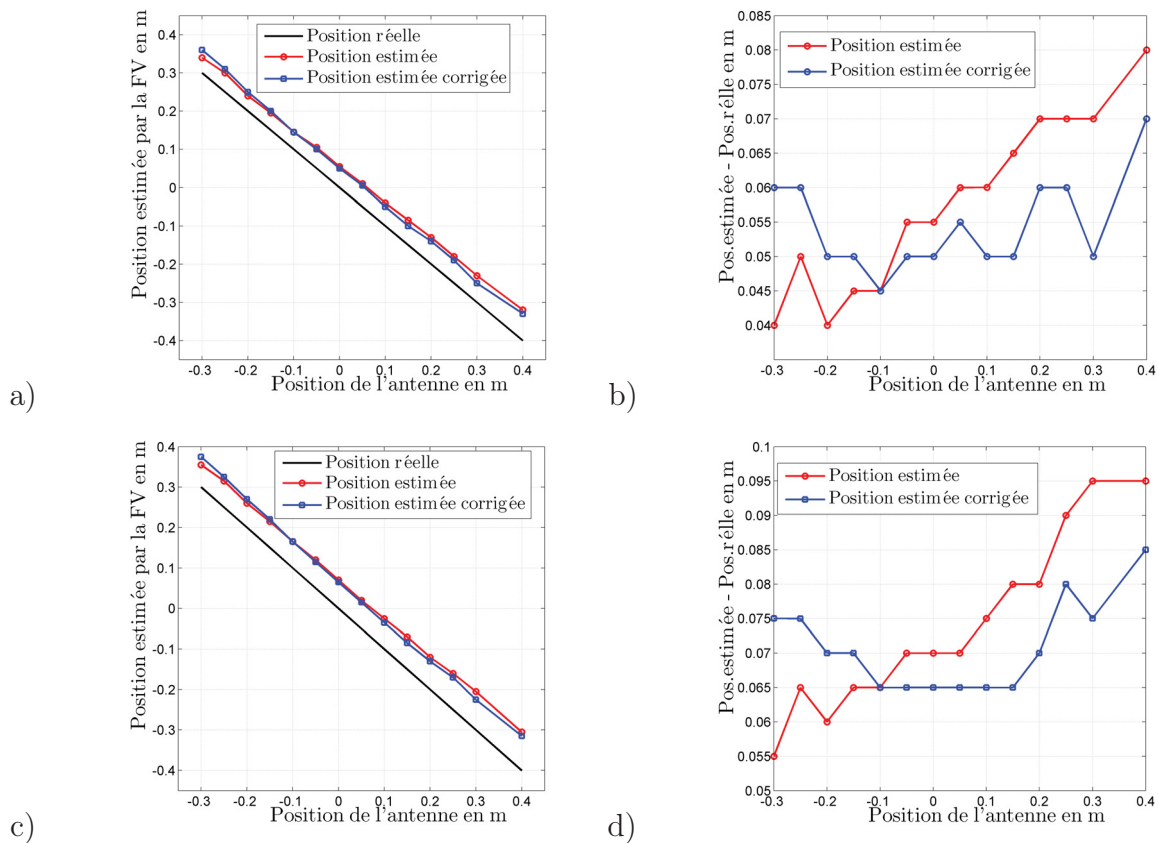 Position estimée par la FV en m
0.4
0.3
0.2
0.1
0
-0.1
-0.2
-0.3
-0.4
Position réelle
Position estimée
Position estimée corrigée
-0.3 -0.2 -0.1 0 0.1 0.2 0.3 0.4
Position de l'antenne en m
a)
Pos.estimée - Pos.rélle en m
0.085
0.08
0.075
0.07
0.065
0.06
0.055
0.05
0.045
0.04
Position estimée
Position estimée corrigée
-0.3 -0.2 -0.1 0 0.1 0.2 0.3 0.4
Position de l'antenne en m
b)
Position estimée par la FV en m
0.4
0.3
0.2
0.1
0
-0.1
-0.2
-0.3
-0.4
Position réelle
Position estimée
Position estimée corrigée
-0.3 -0.2 -0.1 0 0.1 0.2 0.3 0.4
Position de l'antenne en m
c)
Pos.estimée - Pos.rélle en m
0.1
0.095
0.09
0.085
0.08
0.075
0.07
0.065
0.06
0.055
0.05
Position estimée
Position estimée corrigée
-0.3 -0.2 -0.1 0 0.1 0.2 0.3 0.4
Position de l'antenne en m
d)